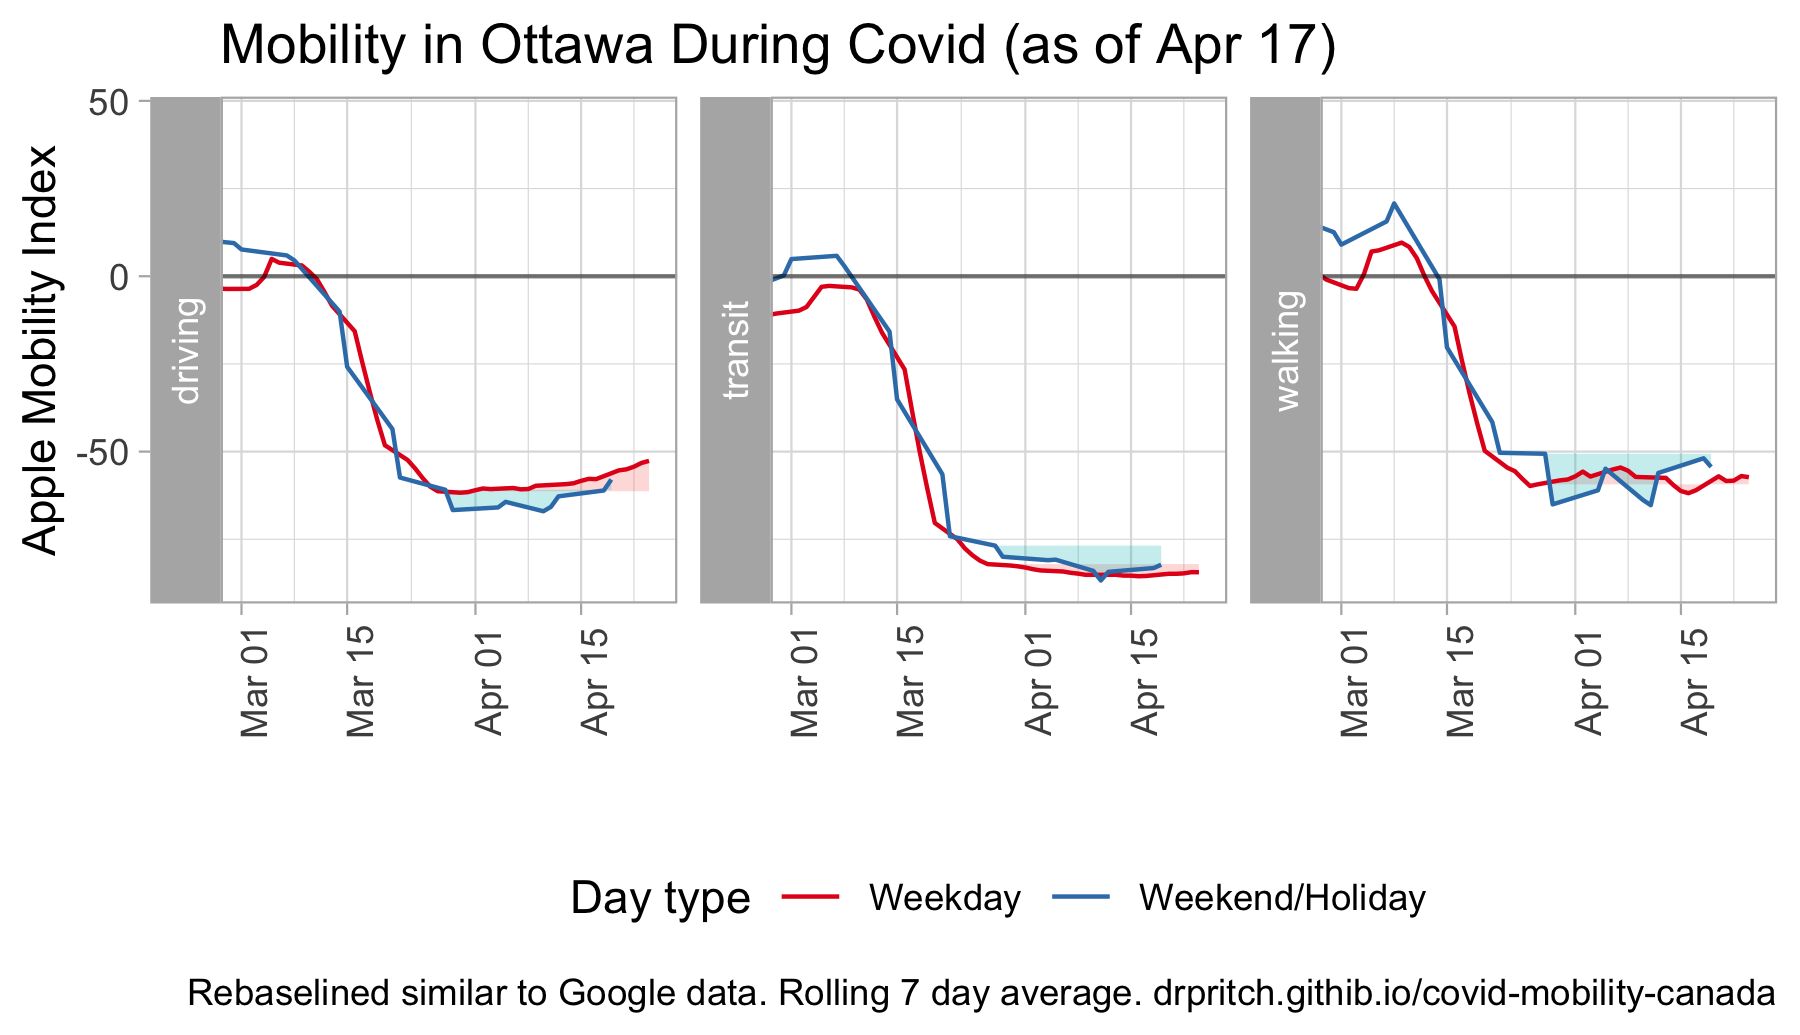 Mobility in Ottawa During Covid (as of Apr 17)
Apple Mobility Index
50
0
-50
driving
transit
walking
Mar 01
Mar 15
Apr 01
Apr 15
Mar 01
Mar 15
Apr 01
Apr 15
Mar 01
Mar 15
Apr 01
Apr 15
Day type Weekday Weekend/Holiday
Rebaselined similar to Google data. Rolling 7 day average. drpritch.githib.io/covid-mobility-canada